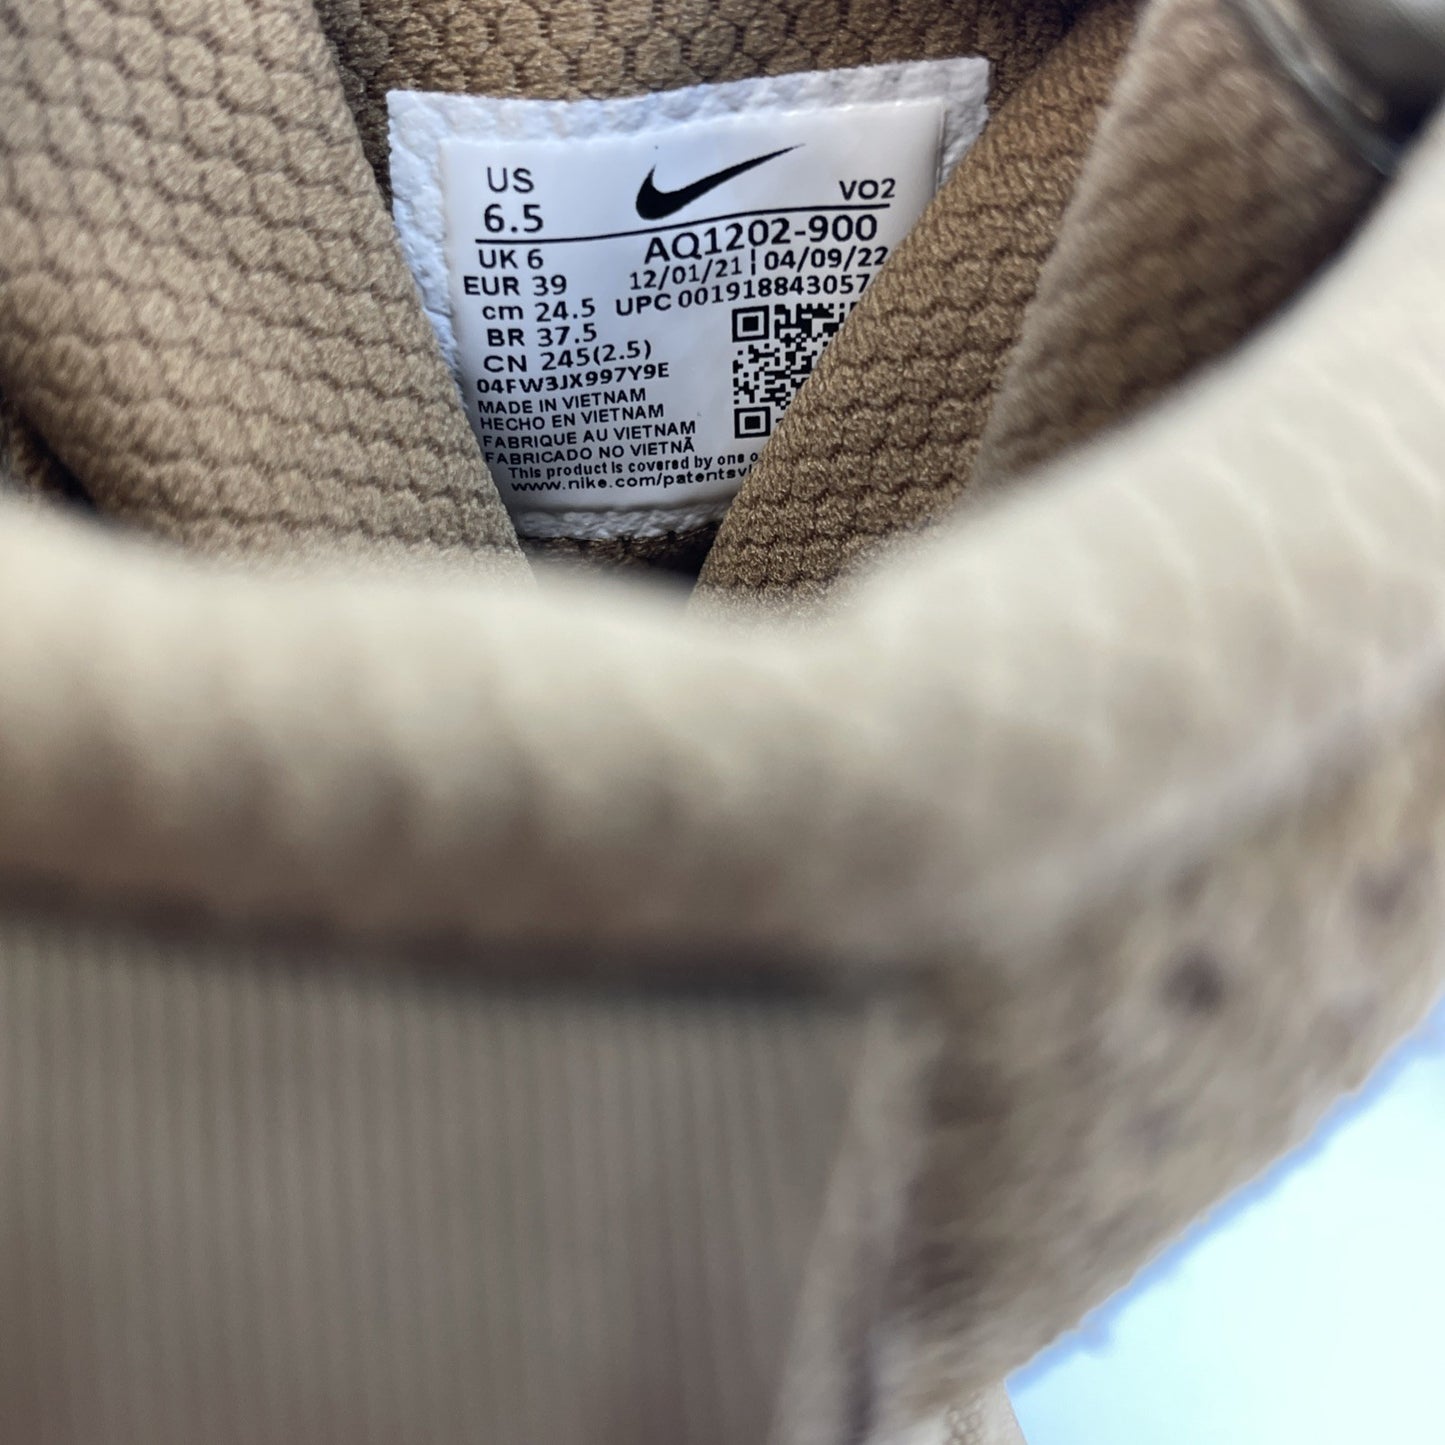 US
6.5
VO2
UK 6 AQ1202-900
EUR 39 12/01/21 | 04/09/22
cm 24.5 UPC 001918843057
BR 37.5
CN 245(2.5)
04FW3JX997Y9E
MADE IN VIETNAM
HECHO EN VIETNAM
FABRIQUE AU VIETNAM
FABRICADO NO VIETNÃ
This product is covered by one
www.nike.com/patents